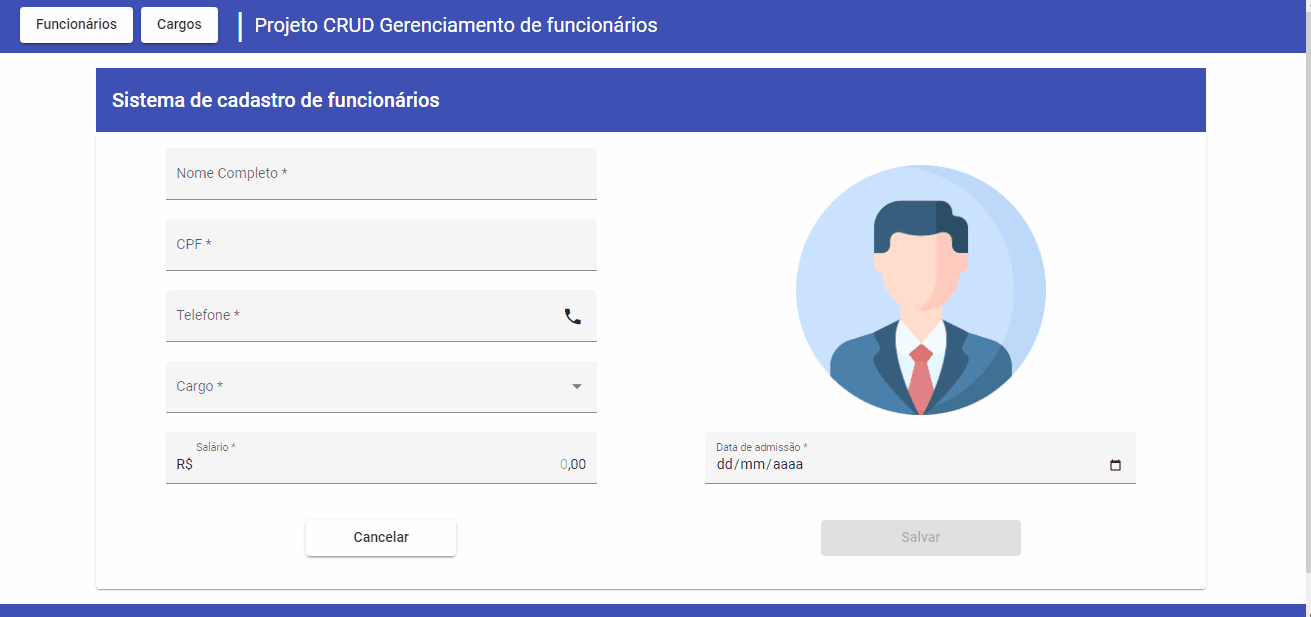 Funcionários Cargos Projeto CRUD Gerenciamento de funcionários
Sistema de cadastro de funcionários
Nome Completo *
CPF *
Telefone *
Cargo *
Salário *
R$ 0,00
Data de admissão *
dd/mm/aaaa
Cancelar
Salvar